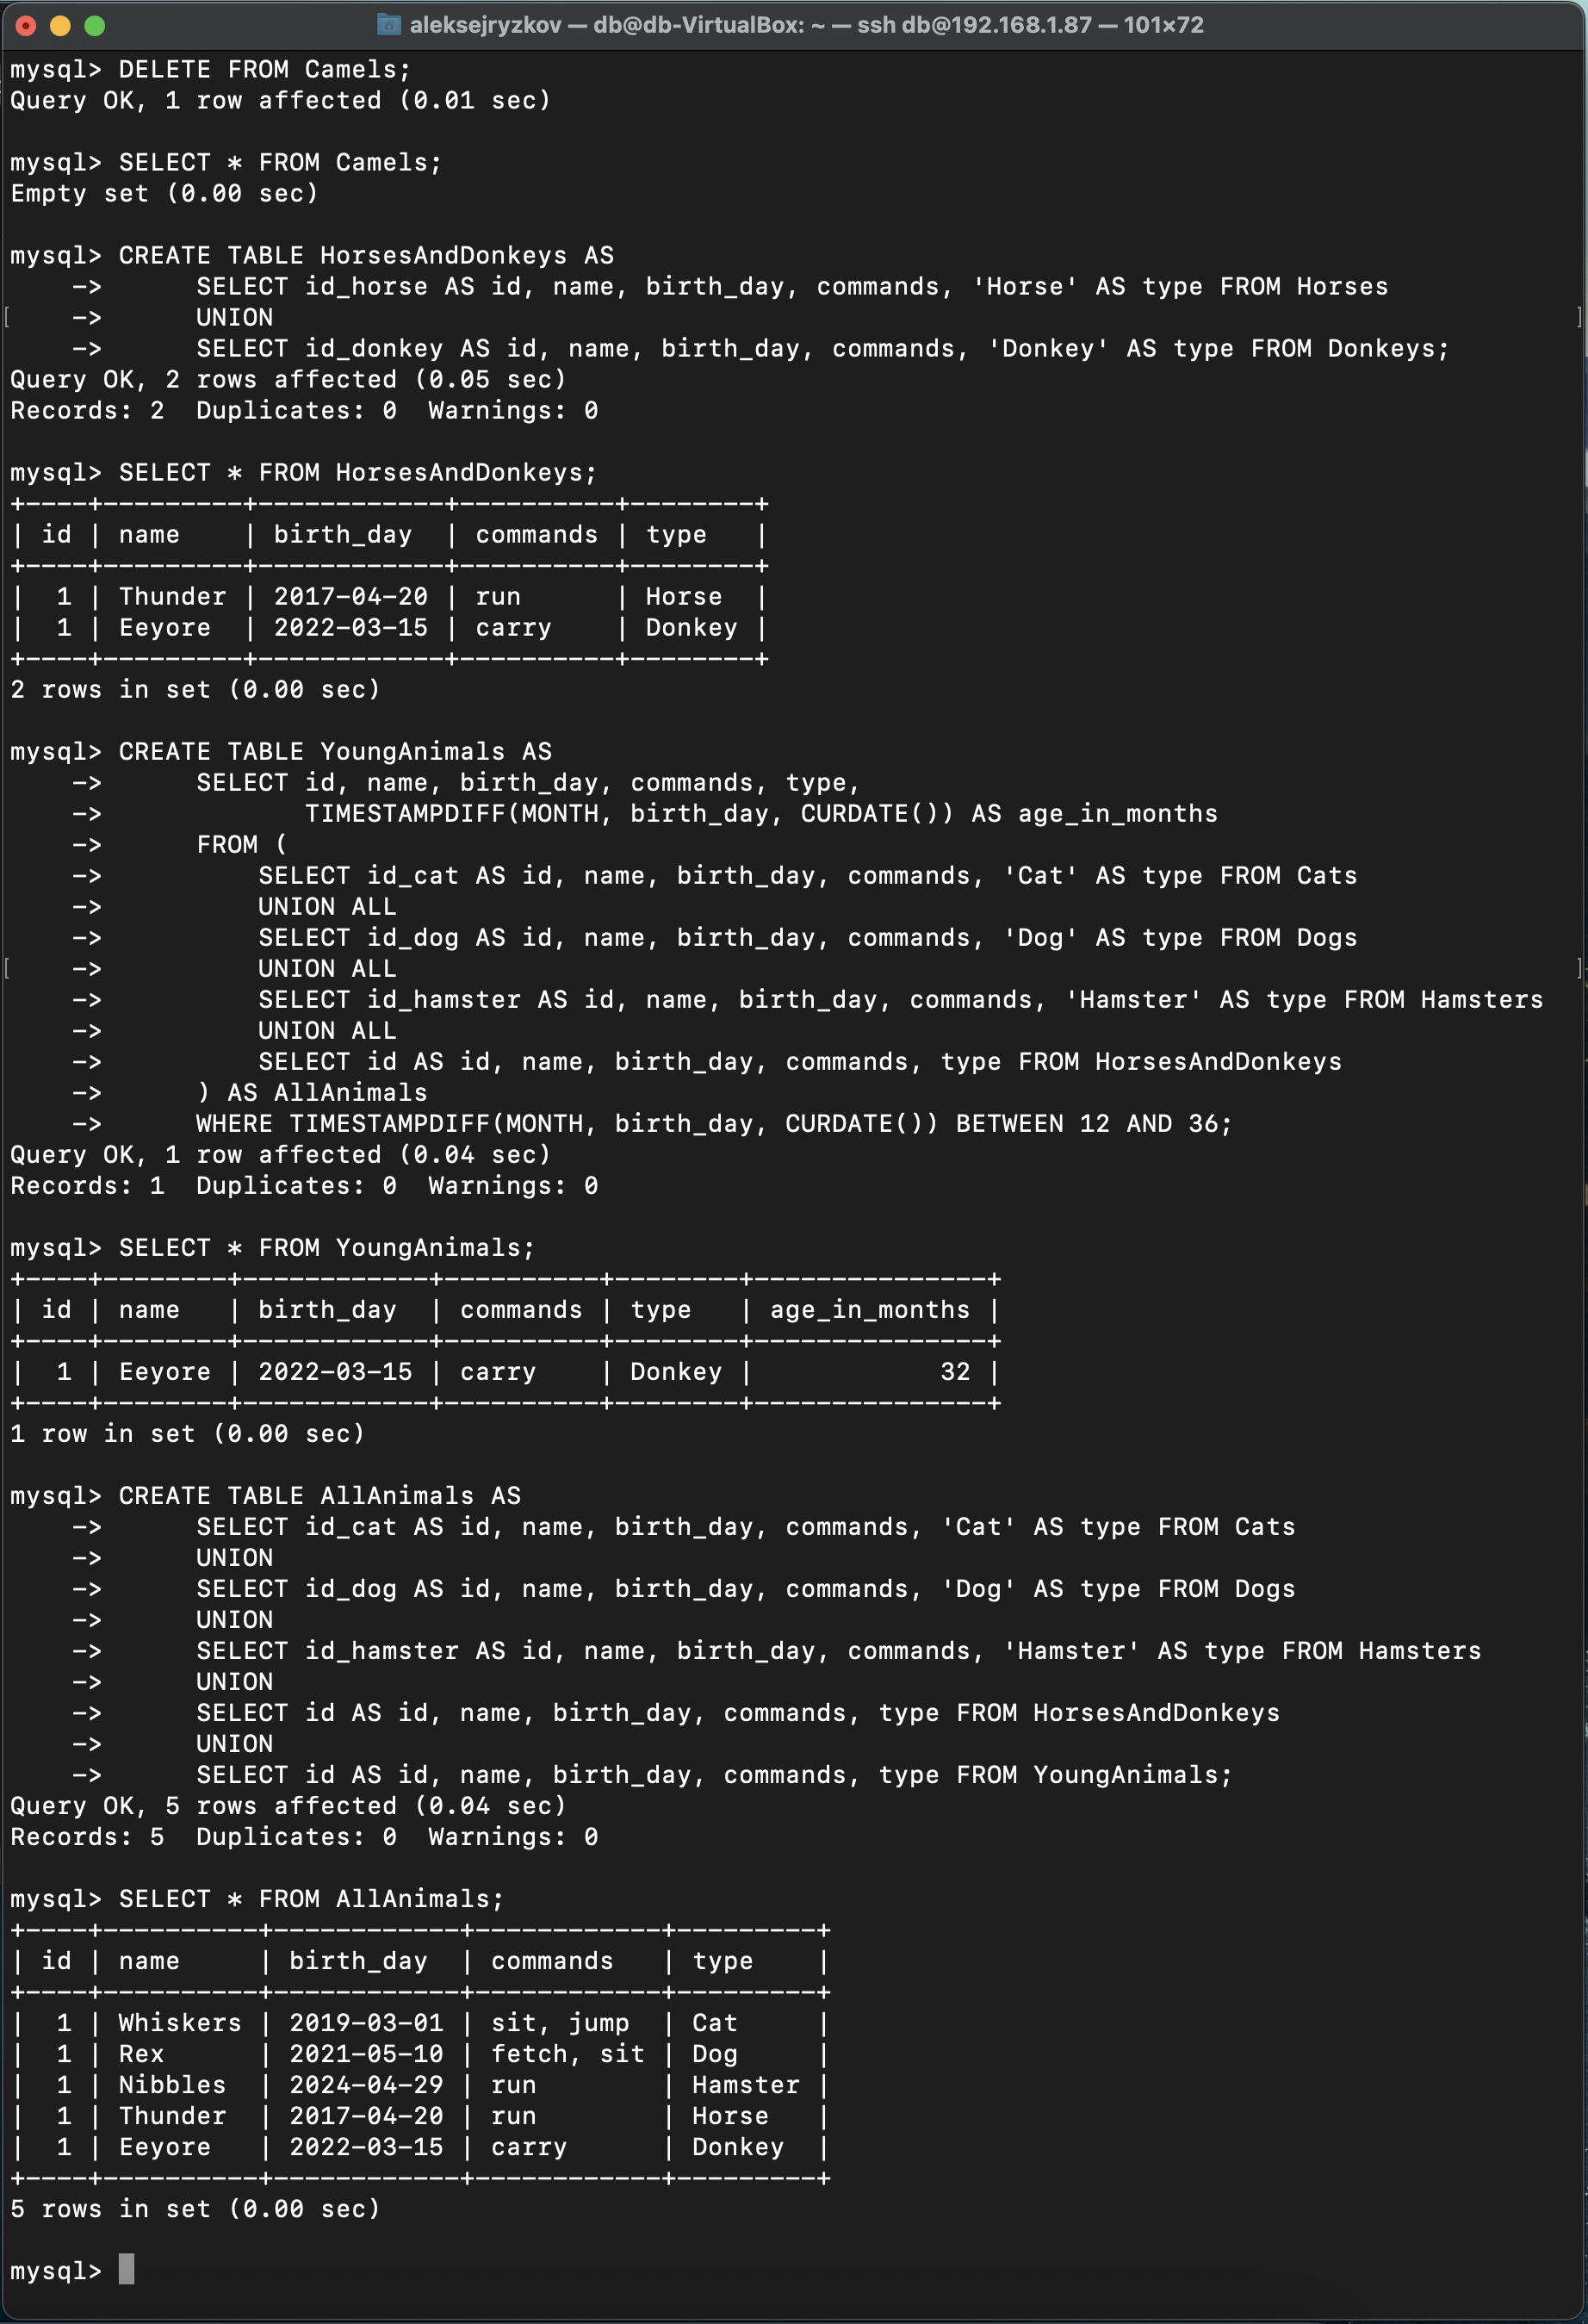 aleksejryzkov — db@db-VirtualBox: ~ — ssh db@192.168.1.87 — 101×72
mysql> DELETE FROM Camels;
Query OK, 1 row affected (0.01 sec)

mysql> SELECT * FROM Camels;
Empty set (0.00 sec)

mysql> CREATE TABLE HorsesAndDonkeys AS
    ->      SELECT id_horse AS id, name, birth_day, commands, 'Horse' AS type FROM Horses
[    ->      UNION ]
    ->      SELECT id_donkey AS id, name, birth_day, commands, 'Donkey' AS type FROM Donkeys;
Query OK, 2 rows affected (0.05 sec)
Records: 2  Duplicates: 0  Warnings: 0

mysql> SELECT * FROM HorsesAndDonkeys;
+----+---------+------------+----------+--------+
| id | name    | birth_day  | commands | type   |
+----+---------+------------+----------+--------+
|  1 | Thunder | 2017-04-20 | run      | Horse  |
|  1 | Eeyore  | 2022-03-15 | carry    | Donkey |
+----+---------+------------+----------+--------+
2 rows in set (0.00 sec)

mysql> CREATE TABLE YoungAnimals AS
    ->      SELECT id, name, birth_day, commands, type,
    ->             TIMESTAMPDIFF(MONTH, birth_day, CURDATE()) AS age_in_months
    ->      FROM (
    ->          SELECT id_cat AS id, name, birth_day, commands, 'Cat' AS type FROM Cats
    ->          UNION ALL
    ->          SELECT id_dog AS id, name, birth_day, commands, 'Dog' AS type FROM Dogs
[    ->          UNION ALL ]
    ->          SELECT id_hamster AS id, name, birth_day, commands, 'Hamster' AS type FROM Hamsters
    ->          UNION ALL
    ->          SELECT id AS id, name, birth_day, commands, type FROM HorsesAndDonkeys
    ->      ) AS AllAnimals
    ->      WHERE TIMESTAMPDIFF(MONTH, birth_day, CURDATE()) BETWEEN 12 AND 36;
Query OK, 1 row affected (0.04 sec)
Records: 1  Duplicates: 0  Warnings: 0

mysql> SELECT * FROM YoungAnimals;
+----+--------+------------+----------+--------+---------------+
| id | name   | birth_day  | commands | type   | age_in_months |
+----+--------+------------+----------+--------+---------------+
|  1 | Eeyore | 2022-03-15 | carry    | Donkey |            32 |
+----+--------+------------+----------+--------+---------------+
1 row in set (0.00 sec)

mysql> CREATE TABLE AllAnimals AS
    ->      SELECT id_cat AS id, name, birth_day, commands, 'Cat' AS type FROM Cats
    ->      UNION
    ->      SELECT id_dog AS id, name, birth_day, commands, 'Dog' AS type FROM Dogs
    ->      UNION
    ->      SELECT id_hamster AS id, name, birth_day, commands, 'Hamster' AS type FROM Hamsters
    ->      UNION
    ->      SELECT id AS id, name, birth_day, commands, type FROM HorsesAndDonkeys
    ->      UNION
    ->      SELECT id AS id, name, birth_day, commands, type FROM YoungAnimals;
Query OK, 5 rows affected (0.04 sec)
Records: 5  Duplicates: 0  Warnings: 0

mysql> SELECT * FROM AllAnimals;
+----+----------+------------+------------+---------+
| id | name     | birth_day  | commands   | type    |
+----+----------+------------+------------+---------+
|  1 | Whiskers | 2019-03-01 | sit, jump  | Cat     |
|  1 | Rex      | 2021-05-10 | fetch, sit | Dog     |
|  1 | Nibbles  | 2024-04-29 | run        | Hamster |
|  1 | Thunder  | 2017-04-20 | run        | Horse   |
|  1 | Eeyore   | 2022-03-15 | carry      | Donkey  |
+----+----------+------------+------------+---------+
5 rows in set (0.00 sec)

mysql>